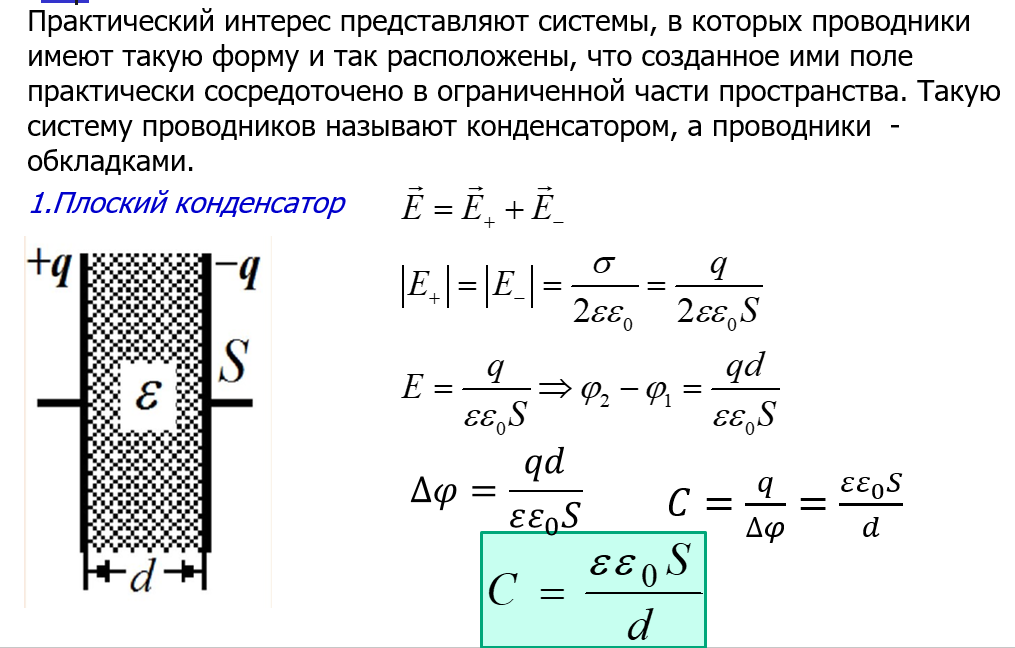 Практический интерес представляют системы, в которых проводники
имеют такую форму и так расположены, что созданное ими поле
практически сосредоточено в ограниченной части пространства. Такую
систему проводников называют конденсатором, а проводники -
обкладками.
1.Плоский конденсатор
E⃗ = E⃗₊ + E⃗₋
|E₊| = |E₋| = σ / 2εε₀ = q / 2εε₀S
E = q / εε₀S ⇒ φ₂ − φ₁ = qd / εε₀S
Δφ = qd / εε₀S
C = q / Δφ = εε₀S / d
C = εε₀S / d
+q
−q
S
ε
d